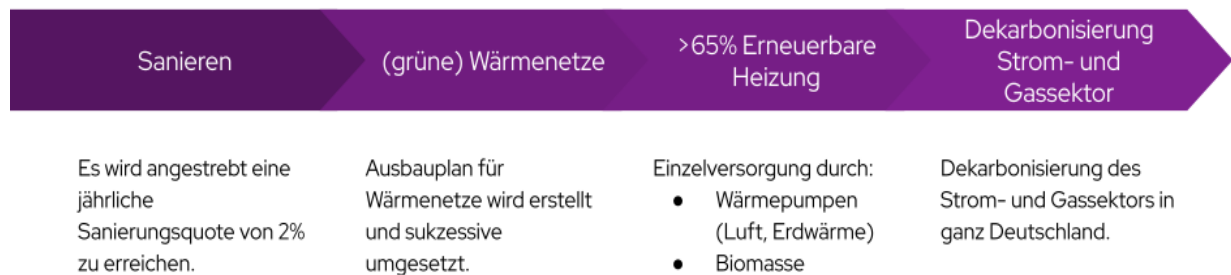 Sanieren
(grüne) Wärmenetze
>65% Erneuerbare
Heizung
Dekarbonisierung
Strom- und
Gassektor
Es wird angestrebt eine
jährliche
Sanierungsquote von 2%
zu erreichen.
Ausbauplan für
Wärmenetze wird erstellt
und sukzessive
umgesetzt.
Einzelversorgung durch:
● Wärmepumpen
(Luft, Erdwärme)
● Biomasse
Dekarbonisierung des
Strom- und Gassektors in
ganz Deutschland.